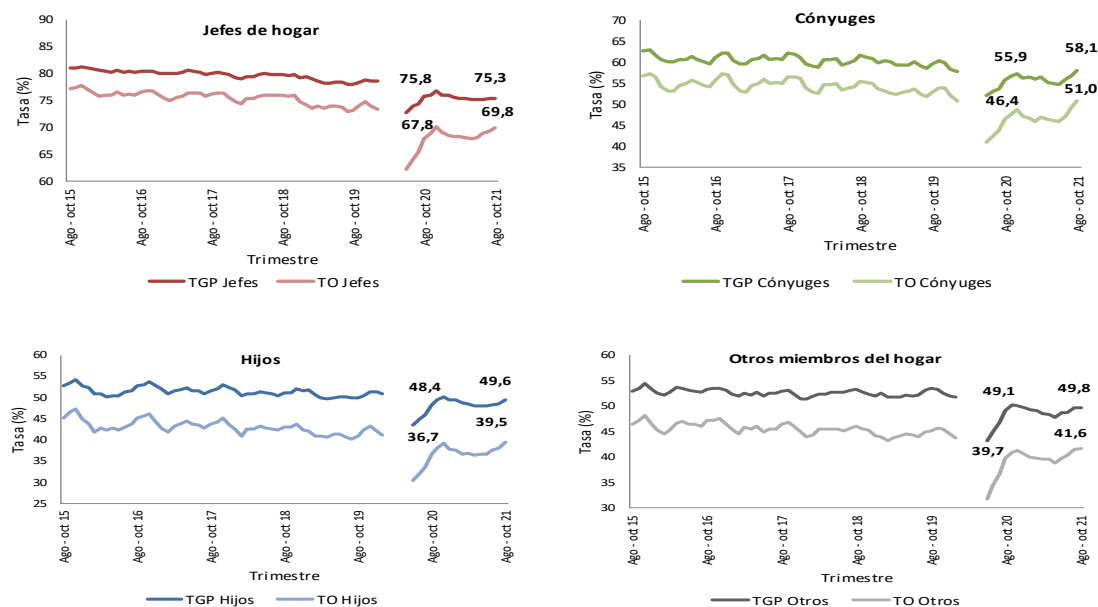 Jefes de hogar
Tasa (%)
90
85
80
75
70
65
60
75,8
75,3
67,8
69,8
Ago - oct 15
Ago - oct 16
Ago - oct 17
Ago - oct 18
Ago - oct 19
Ago - oct 20
Ago - oct 21
Trimestre
TGP Jefes
TO Jefes
Cónyuges
Tasa (%)
70
65
60
55
50
45
40
35
55,9
58,1
46,4
51,0
Ago - oct 15
Ago - oct 16
Ago - oct 17
Ago - oct 18
Ago - oct 19
Ago - oct 20
Ago - oct 21
Trimestre
TGP Cónyuges
TO Cónyuges
Hijos
Tasa (%)
60
55
50
45
40
35
30
25
48,4
49,6
36,7
39,5
Ago - oct 15
Ago - oct 16
Ago - oct 17
Ago - oct 18
Ago - oct 19
Ago - oct 20
Ago - oct 21
Trimestre
TGP Hijos
TO Hijos
Otros miembros del hogar
Tasa (%)
60
55
50
45
40
35
30
49,1
49,8
39,7
41,6
Ago - oct 15
Ago - oct 16
Ago - oct 17
Ago - oct 18
Ago - oct 19
Ago - oct 20
Ago - oct 21
Trimestre
TGP Otros
TO Otros